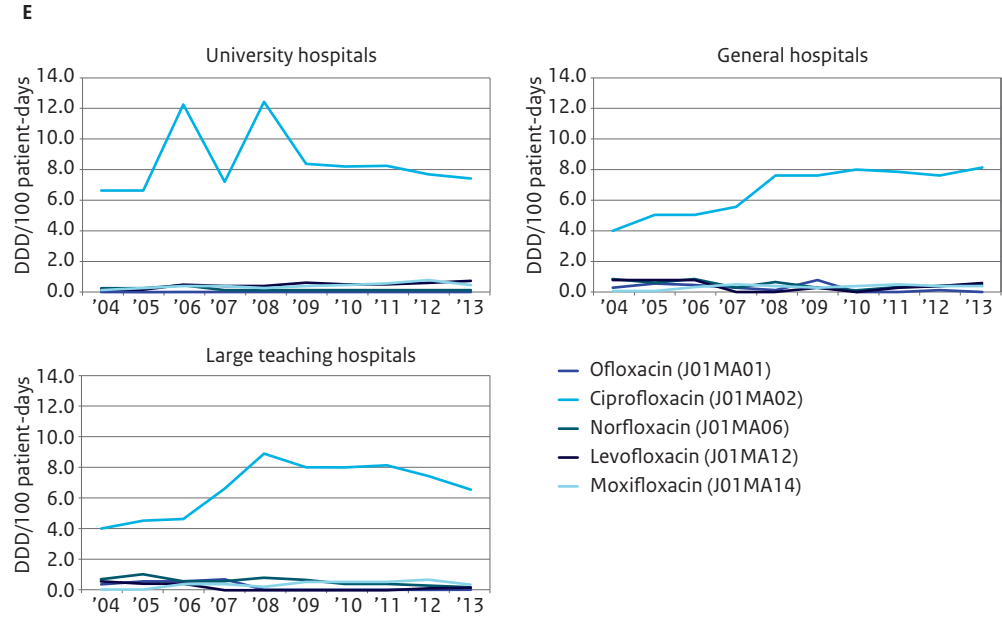 E
University hospitals
DDD/100 patient-days
14.0
12.0
10.0
8.0
6.0
4.0
2.0
0.0
’04 ’05 ’06 ’07 ’08 ’09 ’10 ’11 ’12 ’13
General hospitals
DDD/100 patient-days
14.0
12.0
10.0
8.0
6.0
4.0
2.0
0.0
’04 ’05 ’06 ’07 ’08 ’09 ’10 ’11 ’12 ’13
Large teaching hospitals
DDD/100 patient-days
14.0
12.0
10.0
8.0
6.0
4.0
2.0
0.0
’04 ’05 ’06 ’07 ’08 ’09 ’10 ’11 ’12 ’13
Ofloxacin (J01MA01)
Ciprofloxacin (J01MA02)
Norfloxacin (J01MA06)
Levofloxacin (J01MA12)
Moxifloxacin (J01MA14)